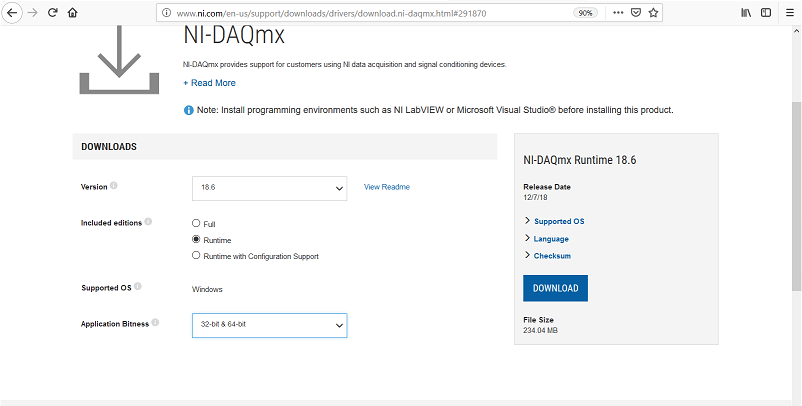 www.ni.com/en-us/support/downloads/drivers/download.ni-daqmx.html#291870
90%
NI-DAQmx
NI-DAQmx provides support for customers using NI data acquisition and signal conditioning devices.
+ Read More
Note: Install programming environments such as NI LabVIEW or Microsoft Visual Studio® before installing this product.
DOWNLOADS
Version
18.6
View Readme
Included editions
Full
Runtime
Runtime with Configuration Support
Supported OS
Windows
Application Bitness
32-bit & 64-bit
NI-DAQmx Runtime 18.6
Release Date
12/7/18
Supported OS
Language
Checksum
DOWNLOAD
File Size
234.04 MB